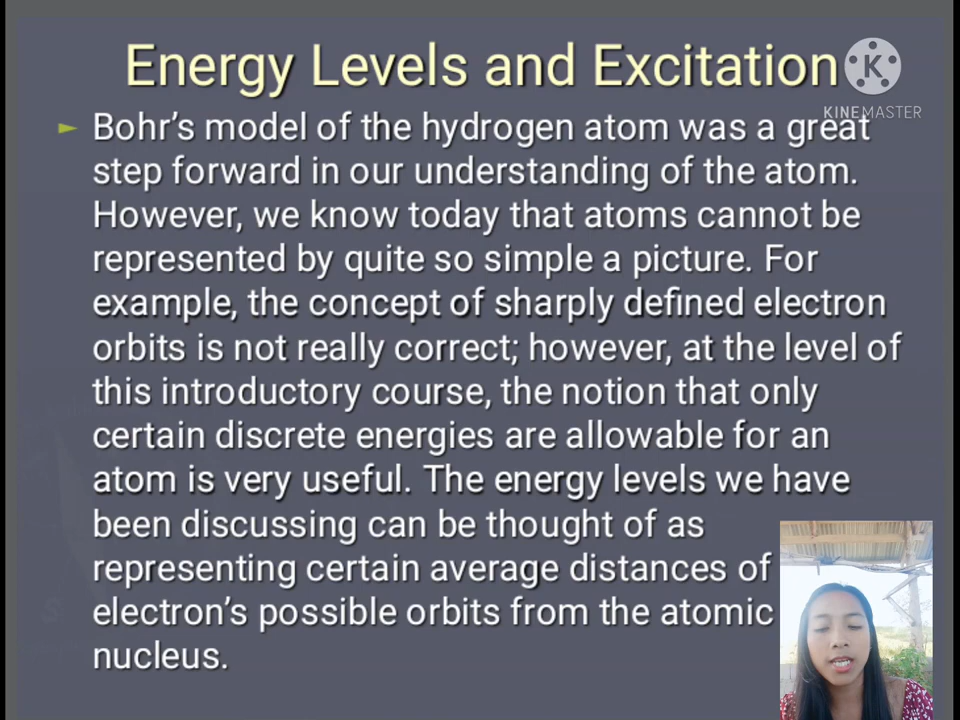 Energy Levels and Excitation
K
KINEMASTER
► Bohr's model of the hydrogen atom was a great
step forward in our understanding of the atom.
However, we know today that atoms cannot be
represented by quite so simple a picture. For
example, the concept of sharply defined electron
orbits is not really correct; however, at the level of
this introductory course, the notion that only
certain discrete energies are allowable for an
atom is very useful. The energy levels we have
been discussing can be thought of as
representing certain average distances of
electron's possible orbits from the atomic
nucleus.